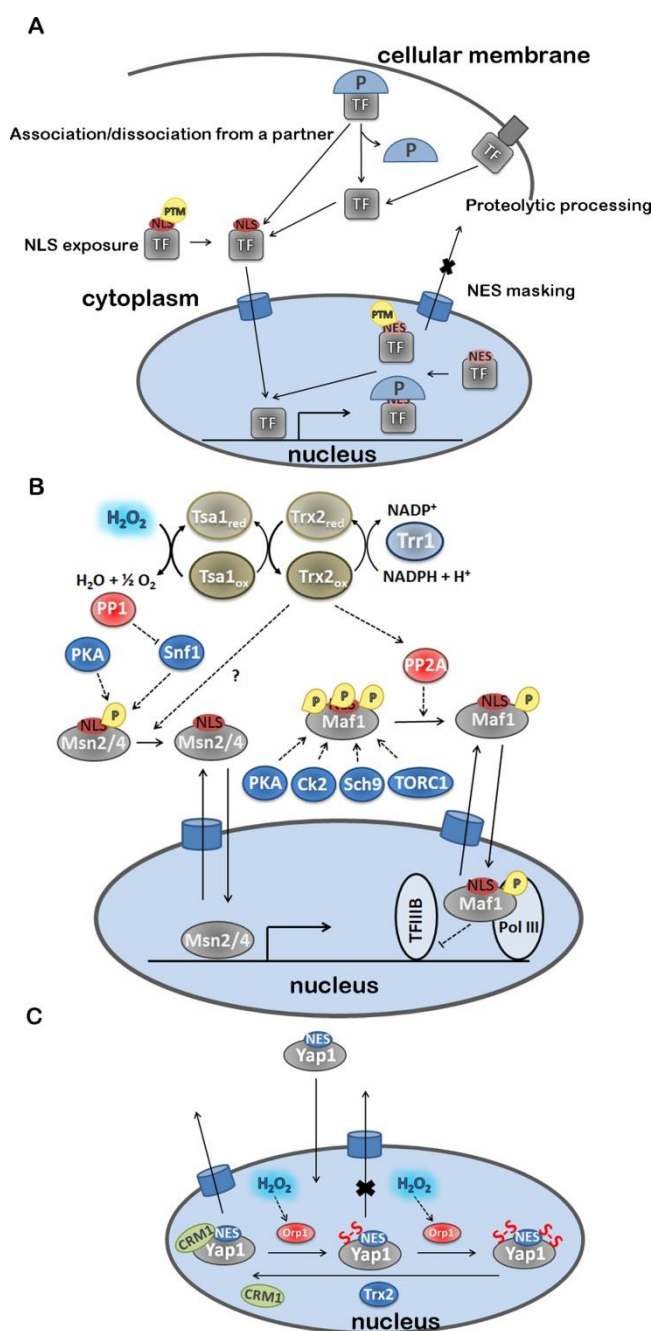 A
cellular membrane
P
TF
Association/dissociation from a partner
P
TF
TF
Proteolytic processing
PTM
NLS
TF
NLS exposure
NLS
TF
cytoplasm
NES masking
PTM
NES
TF
NES
TF
P
NES
TF
TF
nucleus
B
H₂O₂
Tsa1red
Trx2red
NADP⁺
Trr1
Tsa1ox
Trx2ox
NADPH + H⁺
H₂O + ½ O₂
PP1
PKA
Snf1
?
PP2A
NLS P
Msn2/4
NLS
Msn2/4
P P P
NLS
Maf1
NLS P
Maf1
PKA
Ck2
Sch9
TORC1
NLS P
Maf1
TFIIIB
Pol III
Msn2/4
nucleus
C
NES
Yap1
H₂O₂
H₂O₂
CRM1
NES
Yap1
Orp1
S-S
NES
Yap1
Orp1
S-S
NES
S-S
Yap1
CRM1
Trx2
nucleus